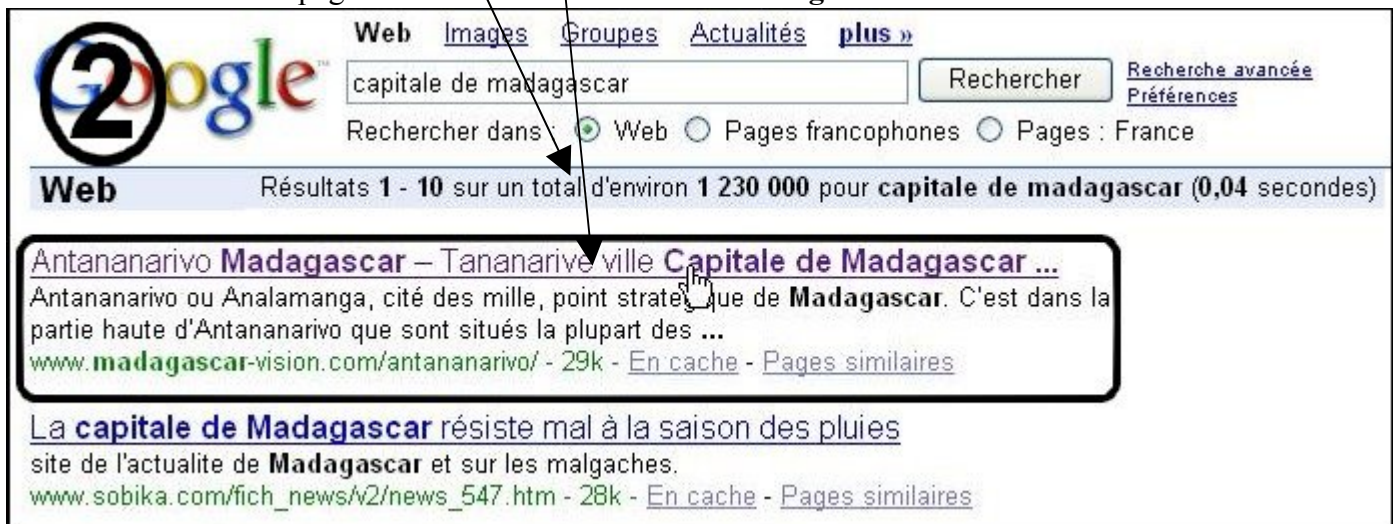 Web Images Groupes Actualités plus »
② Google™
capitale de madagascar Rechercher Recherche avancée
Préférences
Rechercher dans : Web Pages francophones Pages : France
Web Résultats 1 - 10 sur un total d'environ 1 230 000 pour capitale de madagascar (0,04 secondes)
Antananarivo Madagascar – Tananarive ville Capitale de Madagascar ...
Antananarivo ou Analamanga, cité des mille, point strategique de Madagascar. C'est dans la
partie haute d'Antananarivo que sont situés la plupart des ...
www.madagascar-vision.com/antananarivo/ - 29k - En cache - Pages similaires
La capitale de Madagascar résiste mal à la saison des pluies
site de l'actualite de Madagascar et sur les malgaches.
www.sobika.com/fich_news/v2/news_547.htm - 28k - En cache - Pages similaires